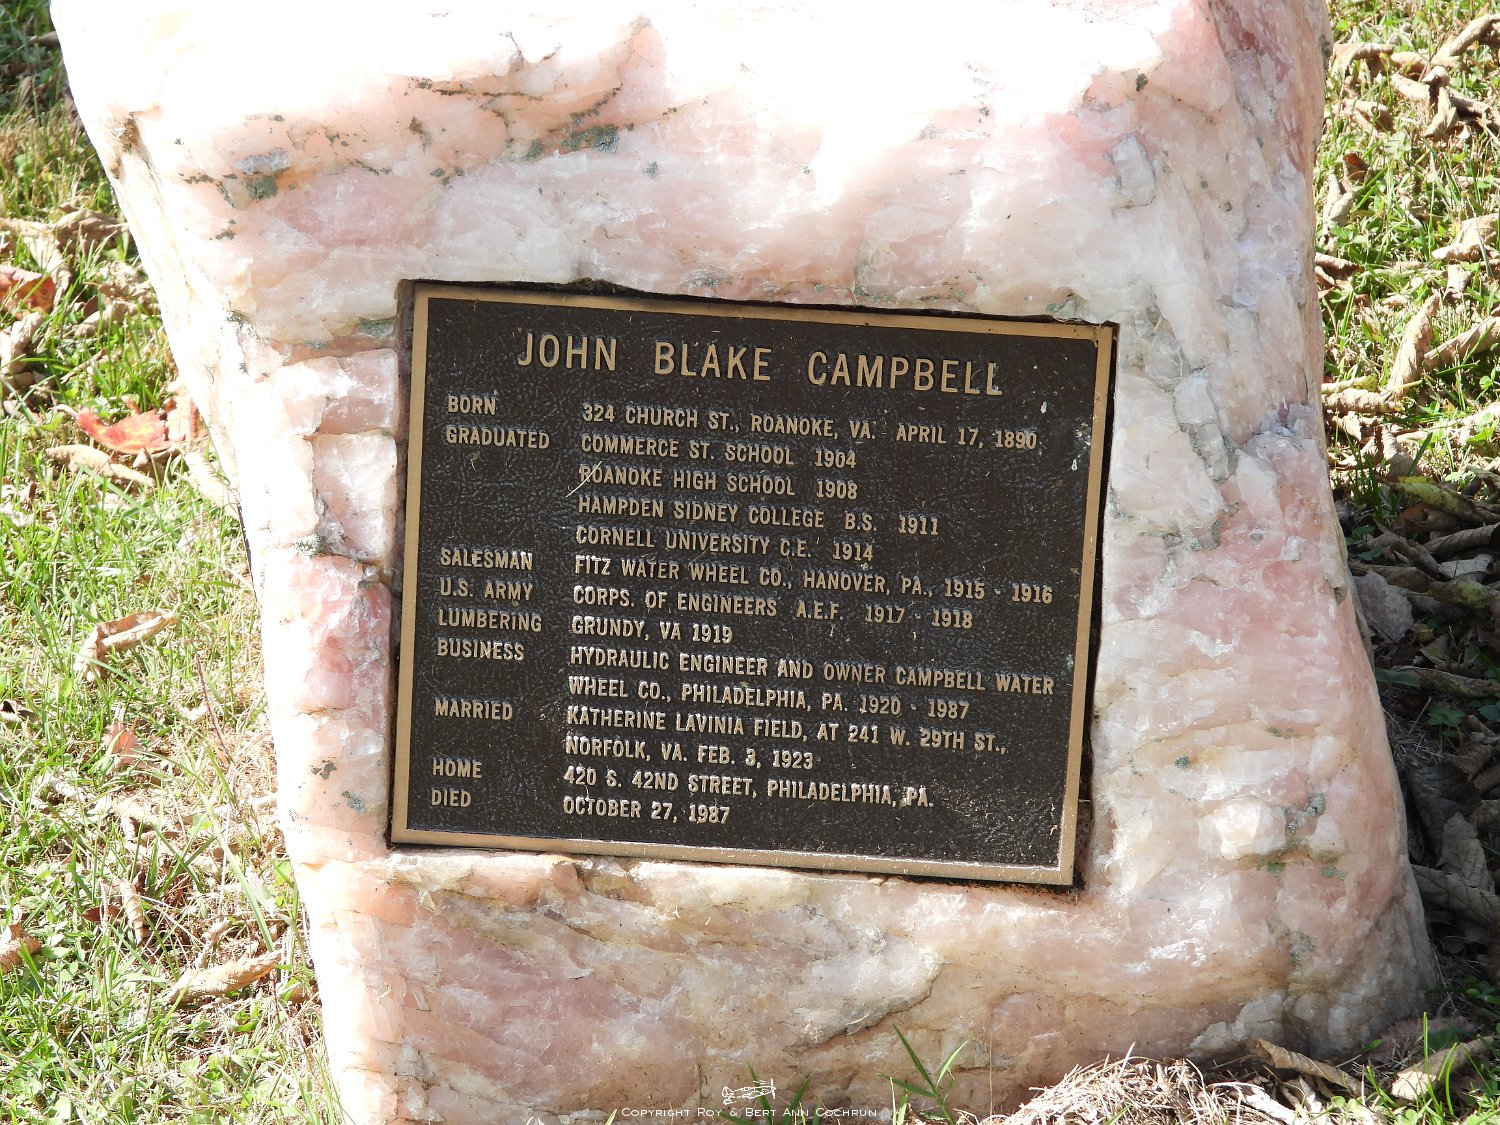 JOHN BLAKE CAMPBELL
BORN 324 CHURCH ST., ROANOKE, VA. APRIL 17, 1890
GRADUATED COMMERCE ST. SCHOOL 1904
ROANOKE HIGH SCHOOL 1908
HAMPDEN SIDNEY COLLEGE B.S. 1911
CORNELL UNIVERSITY C.E. 1914
SALESMAN FITZ WATER WHEEL CO., HANOVER, PA., 1915 - 1916
U.S. ARMY CORPS. OF ENGINEERS A.E.F. 1917 - 1918
LUMBERING GRUNDY, VA 1919
BUSINESS HYDRAULIC ENGINEER AND OWNER CAMPBELL WATER
WHEEL CO., PHILADELPHIA, PA. 1920 - 1987
MARRIED KATHERINE LAVINIA FIELD, AT 241 W. 29TH ST.,
NORFOLK, VA. FEB. 3, 1923
HOME 420 S. 42ND STREET, PHILADELPHIA, PA.
DIED OCTOBER 27, 1987
COPYRIGHT ROY & BERT ANN COCHRUN